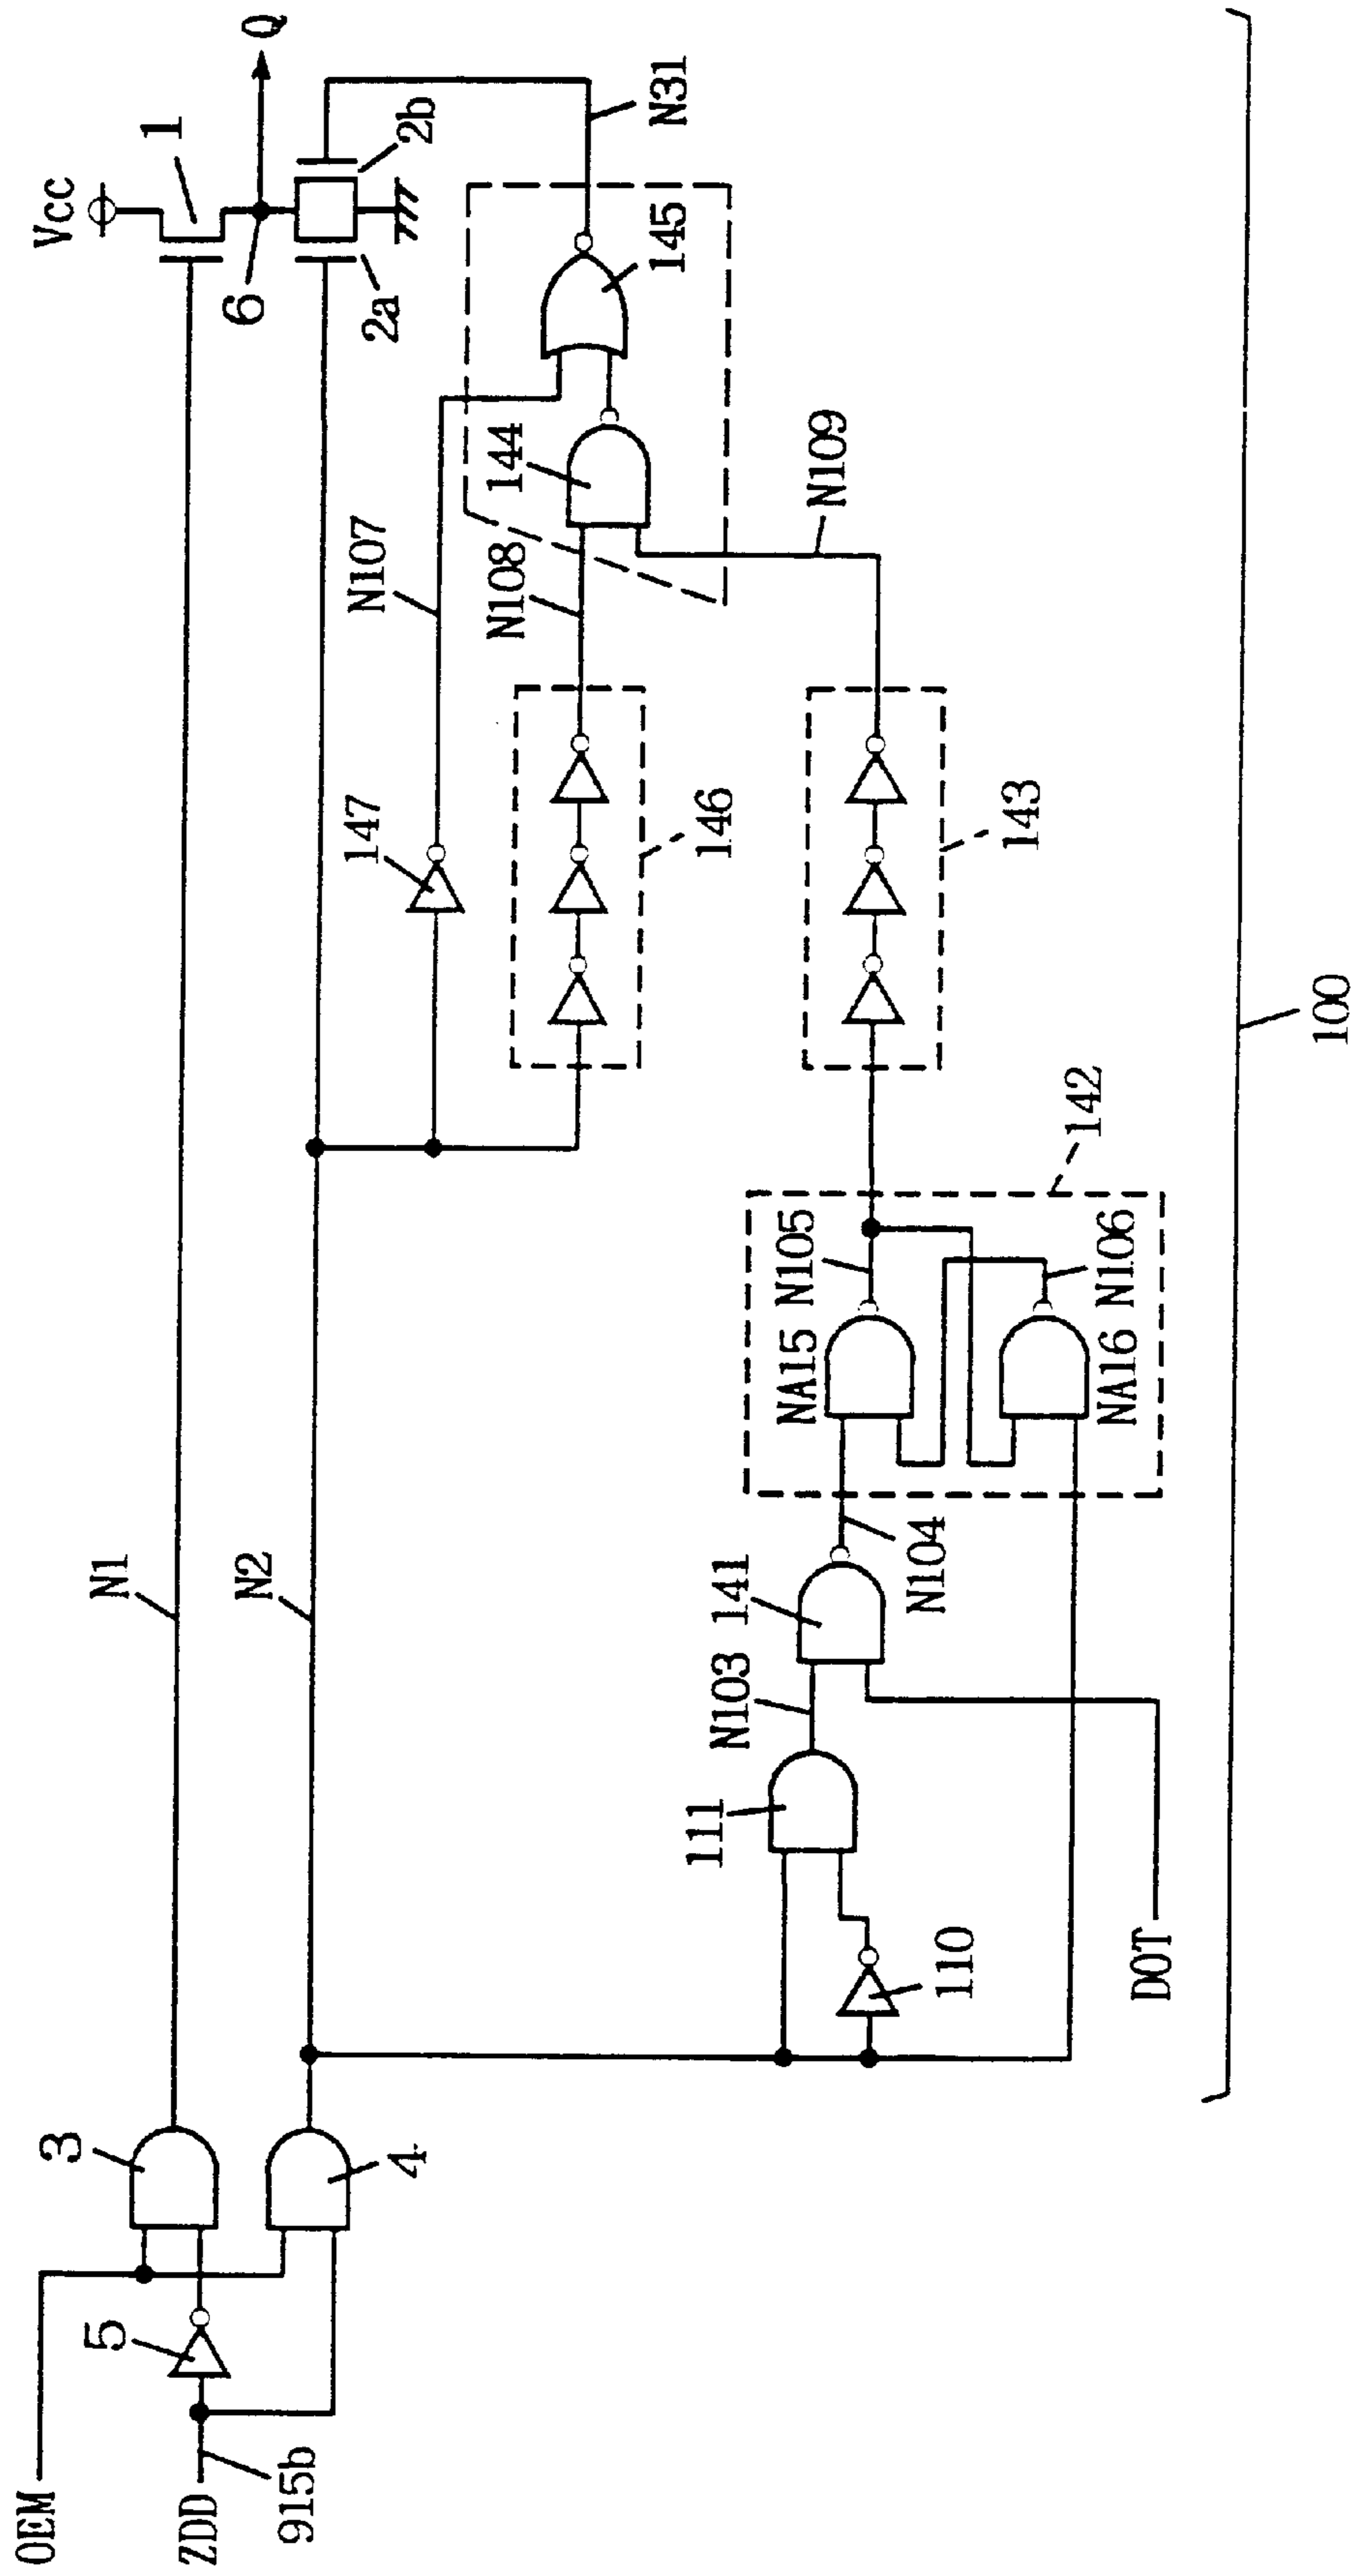 OEM
ZDD
915b
5
3
4
N1
N2
111
110
N103
141
N104
DOT
NA15
N105
NA16
N106
142
143
147
146
N107
N108
N109
144
145
N31
Vcc
1
6
2a
2b
Q
100